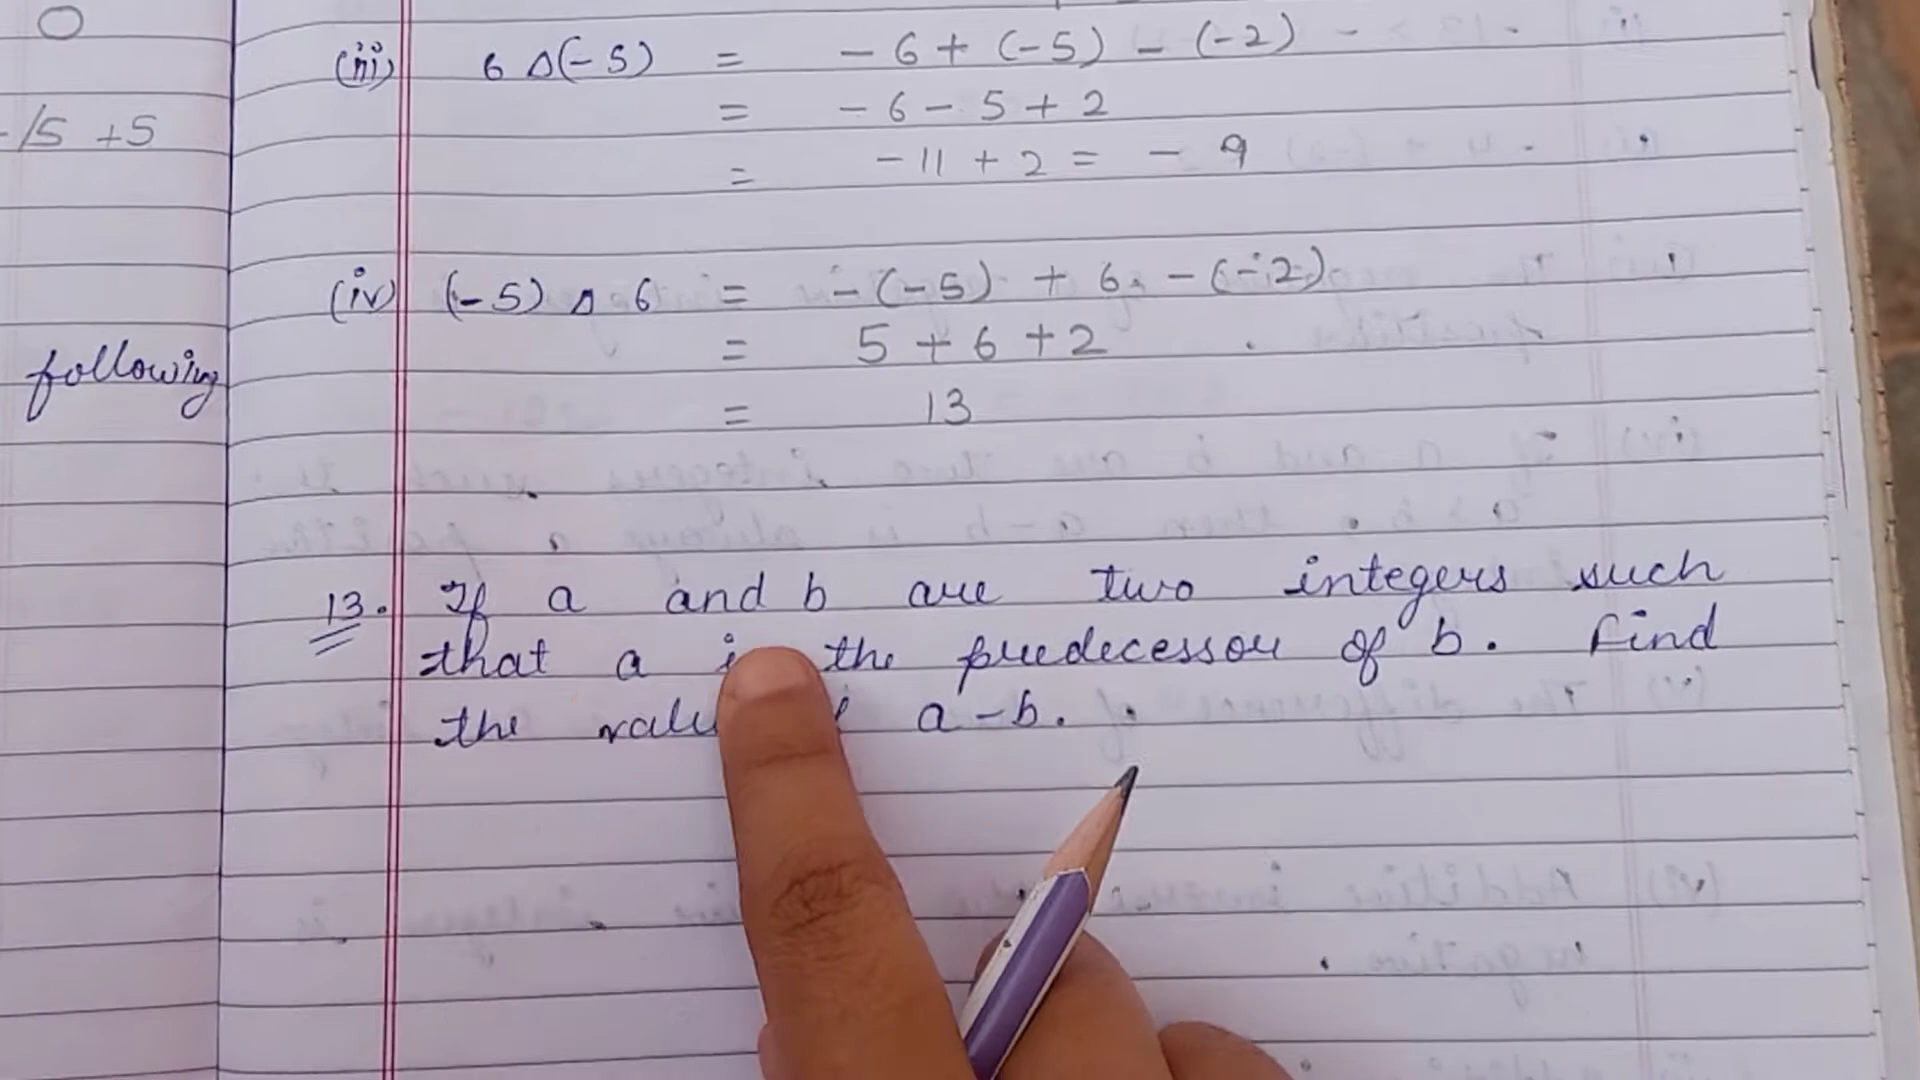 O
-15 +5
following
(iii) 6 Δ(-5) = -6 + (-5) - (-2)
= -6 - 5 + 2
= -11 + 2 = -9
(iv) (-5) Δ 6 = -(-5) + 6 - (-2)
= 5 + 6 + 2
= 13
13. If a and b are two integers such
that a the predecessor of b. Find
the a-b.